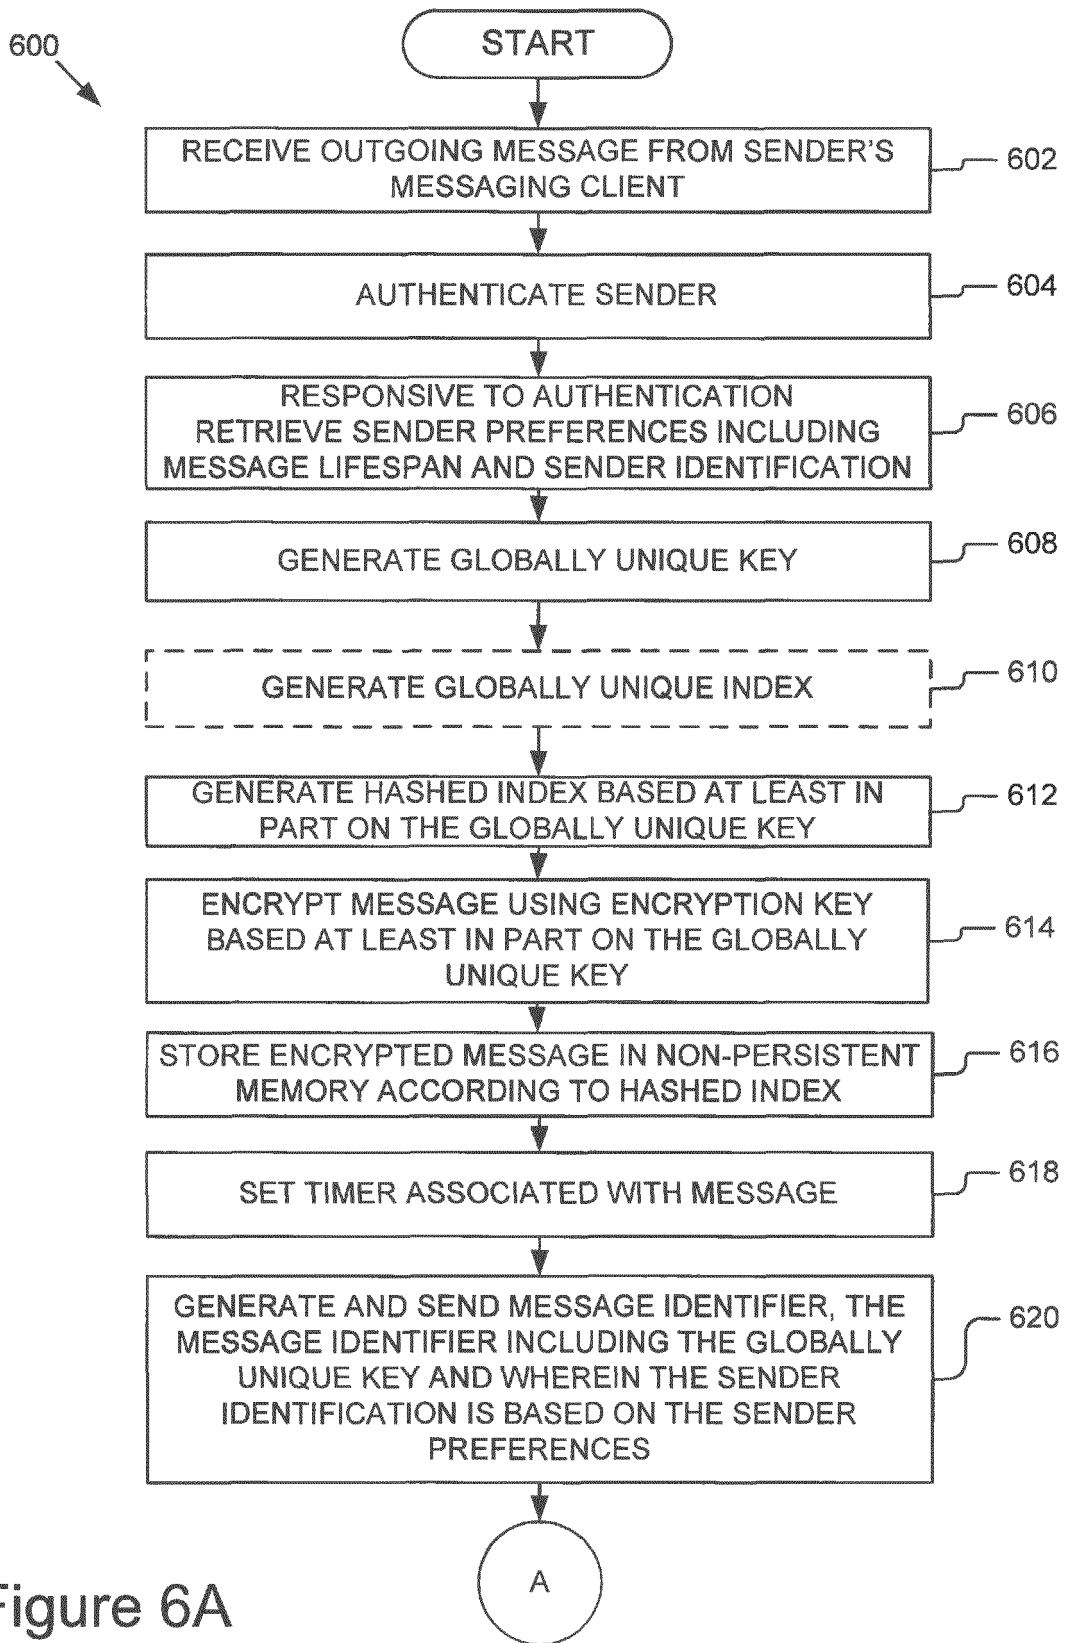 600
START
RECEIVE OUTGOING MESSAGE FROM SENDER'S
MESSAGING CLIENT
602
AUTHENTICATE SENDER
604
RESPONSIVE TO AUTHENTICATION
RETRIEVE SENDER PREFERENCES INCLUDING
MESSAGE LIFESPAN AND SENDER IDENTIFICATION
606
GENERATE GLOBALLY UNIQUE KEY
608
GENERATE GLOBALLY UNIQUE INDEX
610
GENERATE HASHED INDEX BASED AT LEAST IN
PART ON THE GLOBALLY UNIQUE KEY
612
ENCRYPT MESSAGE USING ENCRYPTION KEY
BASED AT LEAST IN PART ON THE GLOBALLY
UNIQUE KEY
614
STORE ENCRYPTED MESSAGE IN NON-PERSISTENT
MEMORY ACCORDING TO HASHED INDEX
616
SET TIMER ASSOCIATED WITH MESSAGE
618
GENERATE AND SEND MESSAGE IDENTIFIER, THE
MESSAGE IDENTIFIER INCLUDING THE GLOBALLY
UNIQUE KEY AND WHEREIN THE SENDER
IDENTIFICATION IS BASED ON THE SENDER
PREFERENCES
620
A
Figure 6A